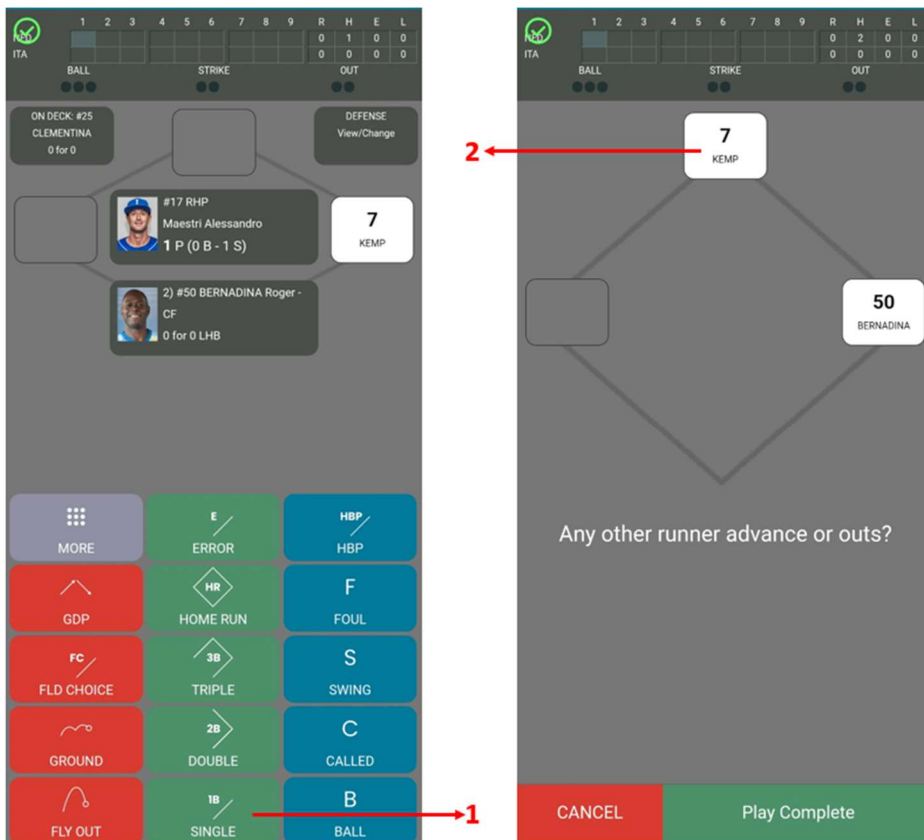 1 2 3 4 5 6 7 8 9 R H E L
NED 0 1 0 0
ITA 0 0 0 0
BALL STRIKE OUT
ON DECK: #25
CLEMENTINA
0 for 0
DEFENSE
View/Change
#17 RHP
Maestri Alessandro
1 P (0 B - 1 S)
7
KEMP
2) #50 BERNADINA Roger -
CF
0 for 0 LHB
MORE
E
ERROR
HBP
HBP
GDP
HR
HOME RUN
F
FOUL
FC
FLD CHOICE
3B
TRIPLE
S
SWING
GROUND
2B
DOUBLE
C
CALLED
FLY OUT
1B
SINGLE
B
BALL
1
1 2 3 4 5 6 7 8 9 R H E L
0 2 0 0
ITA 0 0 0 0
BALL STRIKE OUT
2
7
KEMP
50
BERNADINA
Any other runner advance or outs?
CANCEL
Play Complete